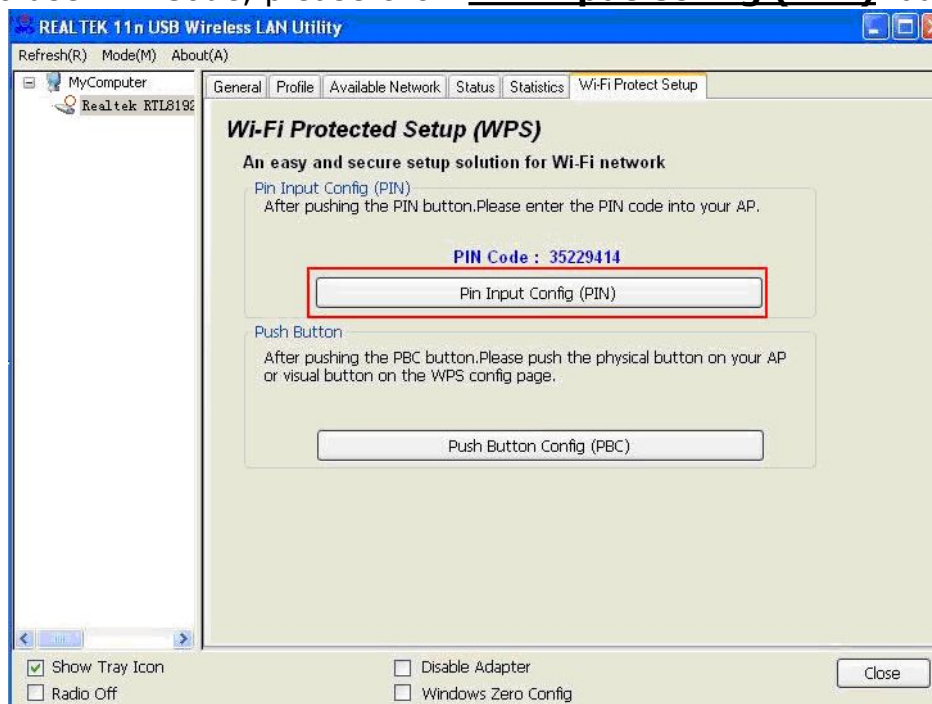 REALTEK 11n USB Wireless LAN Utility
Refresh(R) Mode(M) About(A)
MyComputer
Realtek RTL8192
General Profile Available Network Status Statistics Wi-Fi Protect Setup
Wi-Fi Protected Setup (WPS)
An easy and secure setup solution for Wi-Fi network
Pin Input Config (PIN)
After pushing the PIN button.Please enter the PIN code into your AP.
PIN Code : 35229414
Pin Input Config (PIN)
Push Button
After pushing the PBC button.Please push the physical button on your AP
or visual button on the WPS config page.
Push Button Config (PBC)
Show Tray Icon
Disable Adapter
Close
Radio Off
Windows Zero Config